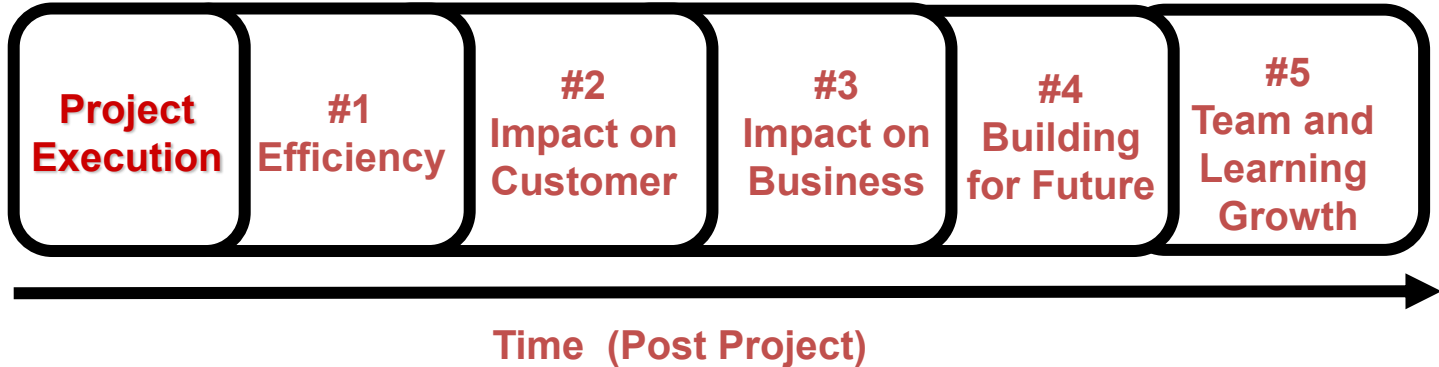 Project
Execution
#1
Efficiency
#2
Impact on
Customer
#3
Impact on
Business
#4
Building
for Future
#5
Team and
Learning
Growth
Time (Post Project)